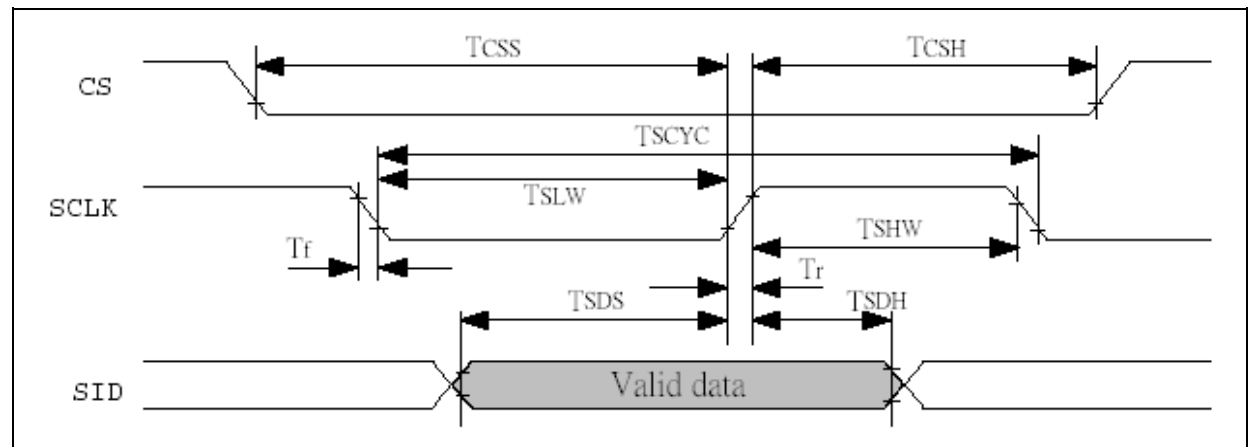 TCSS
TCSH
CS
TSCYC
TSLW
SCLK
TSHW
Tf
Tr
TSDS
TSDH
Valid data
SID